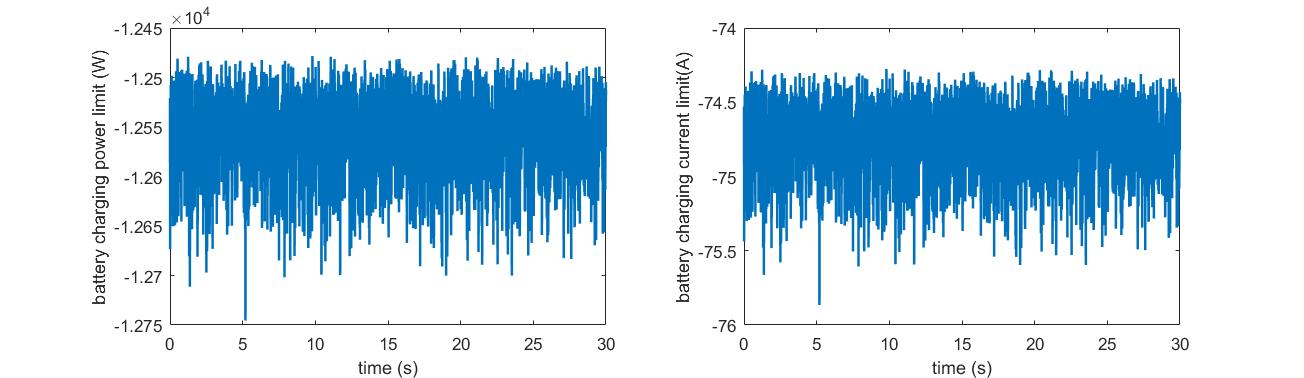 ×10⁴
-1.245
-1.25
-1.255
-1.26
-1.265
-1.27
-1.275
battery charging power limit (W)
0 5 10 15 20 25 30
time (s)
-74
-74.5
-75
-75.5
-76
battery charging current limit(A)
0 5 10 15 20 25 30
time (s)